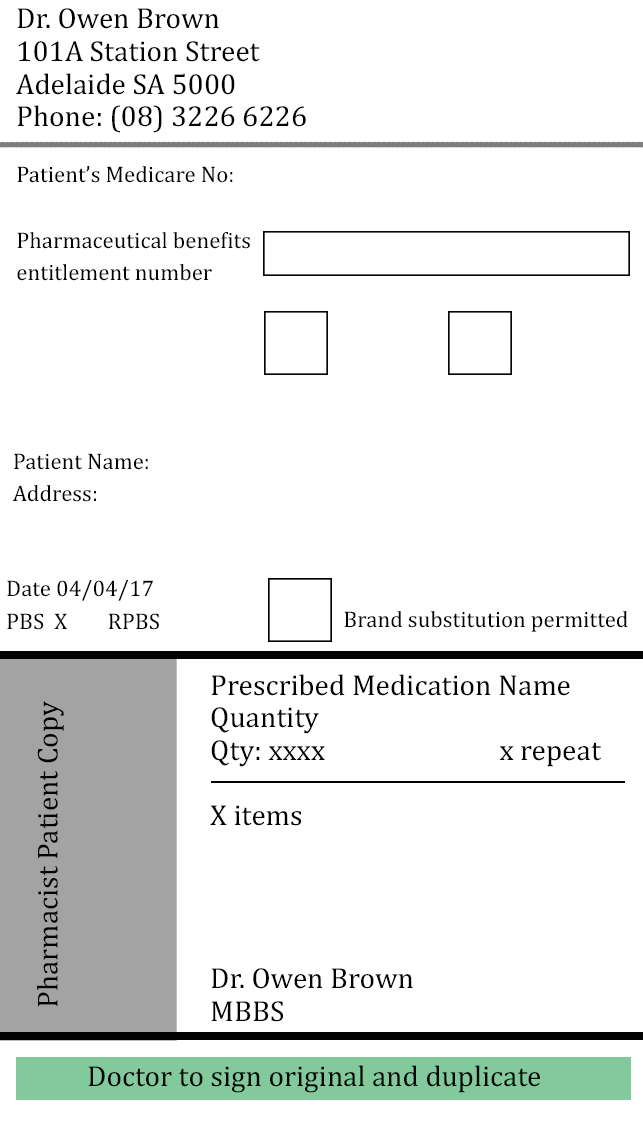 Dr. Owen Brown
101A Station Street
Adelaide SA 5000
Phone: (08) 3226 6226
Patient's Medicare No:
Pharmaceutical benefits
entitlement number
Patient Name:
Address:
Date 04/04/17
PBS X RPBS
Brand substitution permitted
Pharmacist Patient Copy
Prescribed Medication Name
Quantity
Qty: xxxx x repeat
X items
Dr. Owen Brown
MBBS
Doctor to sign original and duplicate